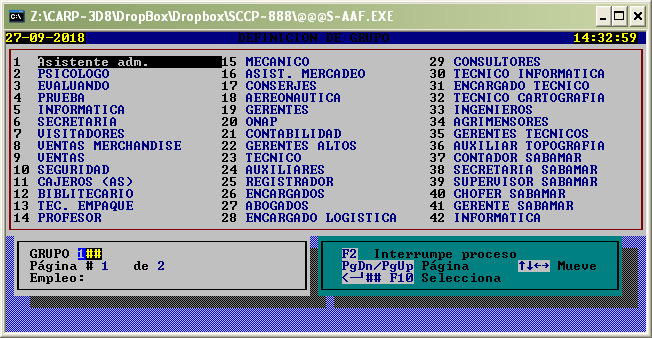 Z:\CARP-3D8\DropBox\Dropbox\SCCP-888\@@@S-AAF.EXE
27-09-2018 DEFINICION DE GRUPO 14:32:59
1 Asistente adm. 15 MECANICO 29 CONSULTORES
2 PSICOLOGO 16 ASIST. MERCADEO 30 TECNICO INFORMATICA
3 EVALUANDO 17 CONSERJES 31 ENCARGADO TECNICO
4 PRUEBA 18 AERONAUTICA 32 TECNICO CARTOGRAFIA
5 INFORMATICA 19 GERENTES 33 INGENIEROS
6 SECRETARIA 20 ONAP 34 AGRIMENSORES
7 VISITADORES 21 CONTABILIDAD 35 GERENTES TECNICOS
8 VENTAS MERCHANDISE 22 GERENTES ALTOS 36 AUXILIAR TOPOGRAFIA
9 VENTAS 23 TECNICO 37 CONTADOR SABAMAR
10 SEGURIDAD 24 AUXILIARES 38 SECRETARIA SABAMAR
11 CAJEROS (AS) 25 REGISTRADOR 39 SUPERVISOR SABAMAR
12 BIBLITECARIO 26 ENCARGADOS 40 CHOFER SABAMAR
13 TEC. EMPAQUE 27 ABOGADOS 41 GERENTE SABAMAR
14 PROFESOR 28 ENCARGADO LOGISTICA 42 INFORMATICA
GRUPO 1##
Página # 1 de 2
Empleo:
F2 Interrumpe proceso
PgDn/PgUp Página ↑↓↔ Mueve
<─┘## F10 Selecciona